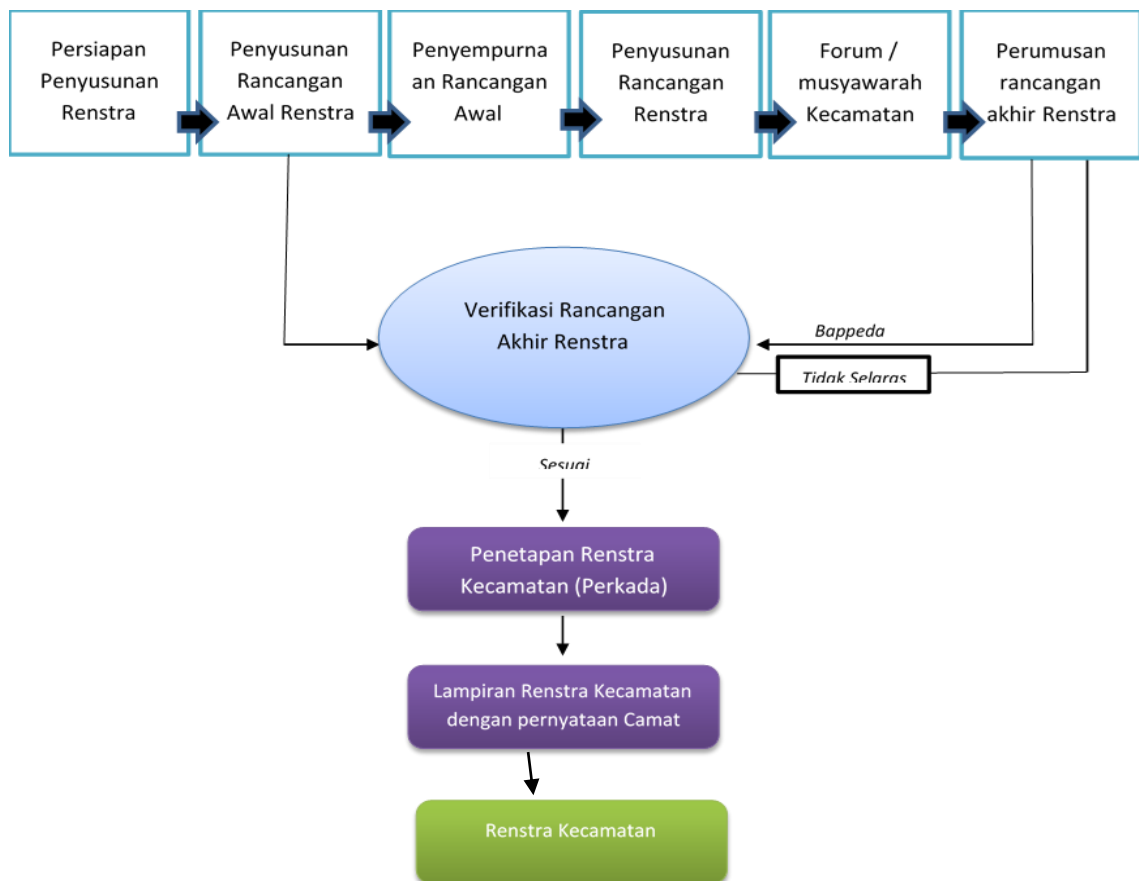 Persiapan
Penyusunan
Renstra
Penyusunan
Rancangan
Awal Renstra
Penyempurna
an Rancangan
Awal
Penyusunan
Rancangan
Renstra
Forum /
musyawarah
Kecamatan
Perumusan
rancangan
akhir Renstra
Verifikasi Rancangan
Akhir Renstra
Bappeda
Tidak Selaras
Sesuai
Penetapan Renstra
Kecamatan (Perkada)
Lampiran Renstra Kecamatan
dengan pernyataan Camat
Renstra Kecamatan